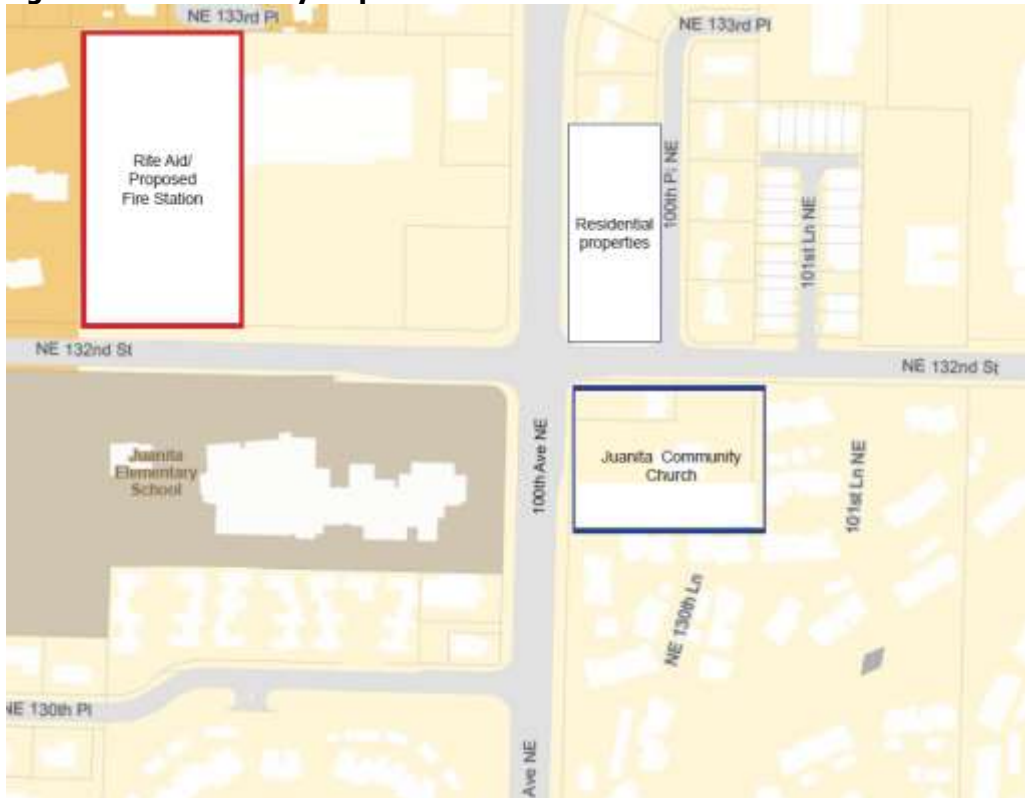 NE 133rd Pl
NE 133rd Pl
Rite Aid/
Proposed
Fire Station
Residential
properties
100th Pl NE
101st Ln NE
NE 132nd St
NE 132nd St
Juanita
Elementary
School
100th Ave NE
Juanita Community
Church
101st Ln NE
NE 130th Ln
NE 130th Pl
Ave NE